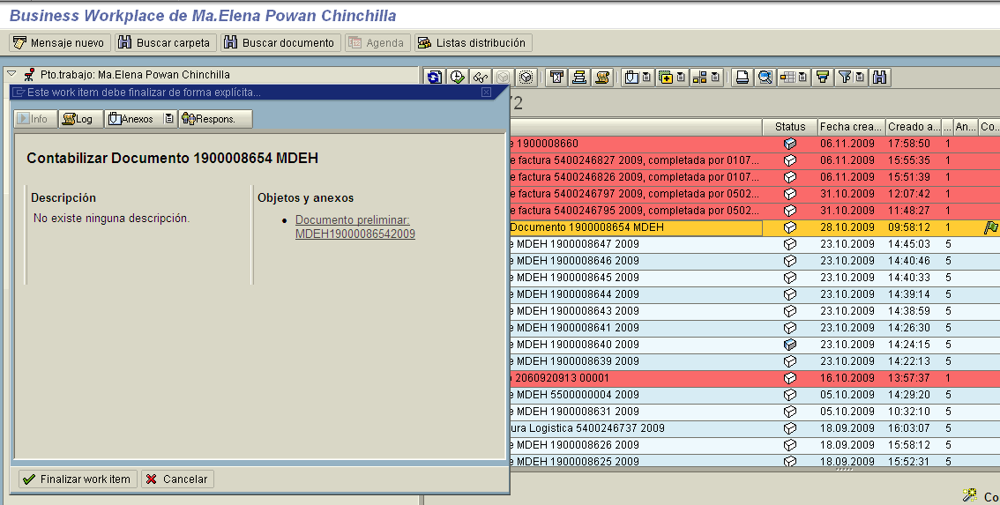 Business Workplace de Ma.Elena Powan Chinchilla
Mensaje nuevo Buscar carpeta Buscar documento Agenda Listas distribución
Pto.trabajo: Ma.Elena Powan Chinchilla
Este work item debe finalizar de forma explícita...
Info Log Anexos Respons.
Contabilizar Documento 1900008654 MDEH
Descripción
No existe ninguna descripción.
Objetos y anexos
Documento preliminar:
MDEH19000086542009
Finalizar work item Cancelar
72
Status Fecha crea... Creado a... ... An... Co...
e 1900008660 06.11.2009 17:58:50 1
e factura 5400246827 2009, completada por 0107... 06.11.2009 15:55:35 1
e factura 5400246826 2009, completada por 0107... 06.11.2009 15:51:39 1
e factura 5400246797 2009, completada por 0502... 31.10.2009 12:07:42 1
e factura 5400246795 2009, completada por 0502... 31.10.2009 11:48:27 1
Documento 1900008654 MDEH 28.10.2009 09:58:12 1
e MDEH 1900008647 2009 23.10.2009 14:45:03 5
e MDEH 1900008646 2009 23.10.2009 14:40:46 5
e MDEH 1900008645 2009 23.10.2009 14:40:33 5
e MDEH 1900008644 2009 23.10.2009 14:39:14 5
e MDEH 1900008643 2009 23.10.2009 14:38:59 5
e MDEH 1900008641 2009 23.10.2009 14:26:30 5
e MDEH 1900008640 2009 23.10.2009 14:24:15 5
e MDEH 1900008639 2009 23.10.2009 14:22:13 5
2060920913 00001 16.10.2009 13:57:37 1
e MDEH 5500000004 2009 05.10.2009 14:29:20 5
e MDEH 1900008631 2009 05.10.2009 10:32:10 5
ura Logistica 5400246737 2009 18.09.2009 16:03:07 5
e MDEH 1900008626 2009 18.09.2009 15:58:12 5
e MDEH 1900008625 2009 18.09.2009 15:52:31 5
Co